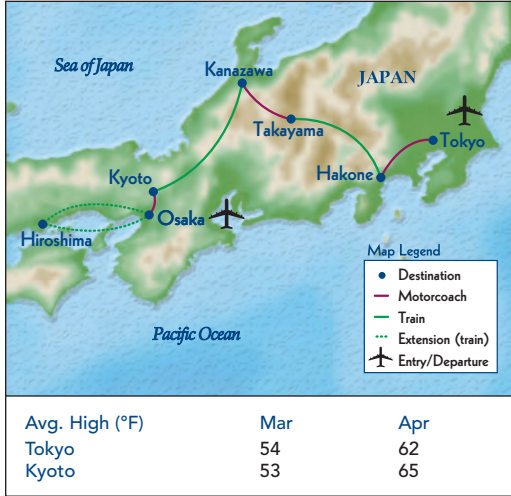 Sea of Japan
Kanazawa
JAPAN
Takayama
Tokyo
Hakone
Kyoto
Osaka
Hiroshima
Pacific Ocean
Map Legend
Destination
Motorcoach
Train
Extension (train)
Entry/Departure
Avg. High (°F) Mar Apr
Tokyo 54 62
Kyoto 53 65